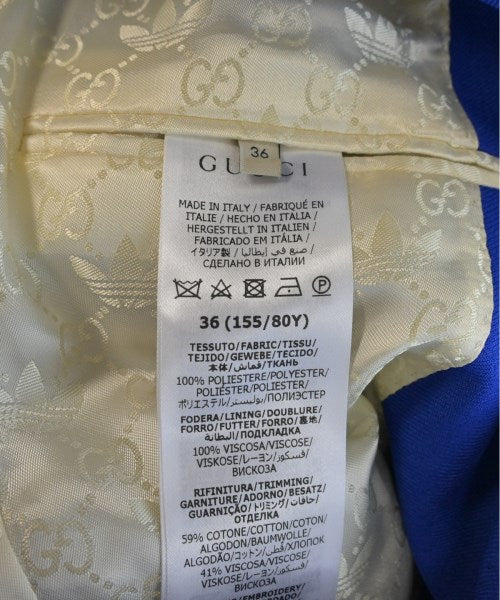 36
GUCCI
MADE IN ITALY / FABRIQUÉ EN
ITALIE / HECHO EN ITALIA /
HERGESTELLT IN ITALIEN /
FABRICADO EM ITÁLIA /
イタリア製 / صنع في إيطاليا /
СДЕЛАНО В ИТАЛИИ
P
36 (155/80Y)
TESSUTO/FABRIC/TISSU/
TEJIDO/GEWEBE/TECIDO/
本体/قماش/ТКАНЬ
100% POLIESTERE/POLYESTER/
POLIÉSTER/POLIESTER/
ポリエステル/بوليستر/ПОЛИЭСТЕР
FODERA/LINING/DOUBLURE/
FORRO/FUTTER/FORRO/裏地/
البطانة/ПОДКЛАДКА
100% VISCOSA/VISCOSE/
VISKOSE/レーヨン/فسكوز/
ВИСКОЗА
RIFINITURA/TRIMMING/
GARNITURE/ADORNO/BESATZ/
GUARNIÇÃO/トリミング/
ОТДЕЛКА
59% COTONE/COTTON/COTON/
ALGODON/BAUMWOLLE/
ALGODÃO/コットン/قطن/ХЛОПОК
41% VISCOSA/VISCOSE/
VISKOSE/レーヨン/فسكوز/
ВИСКОЗА
EMBROIDERY/